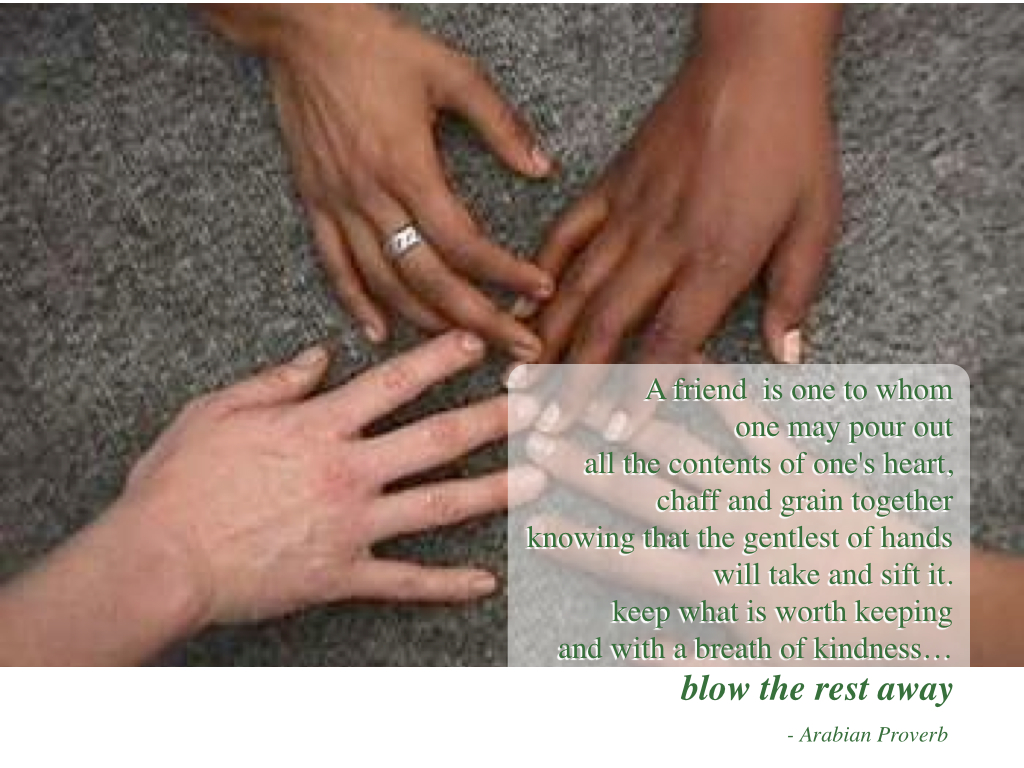 A friend  is one to whom
one may pour out
all the contents of one's heart,
chaff and grain together
knowing that the gentlest of hands
will take and sift it.
keep what is worth keeping
and with a breath of kindness…
blow the rest away
- Arabian Proverb